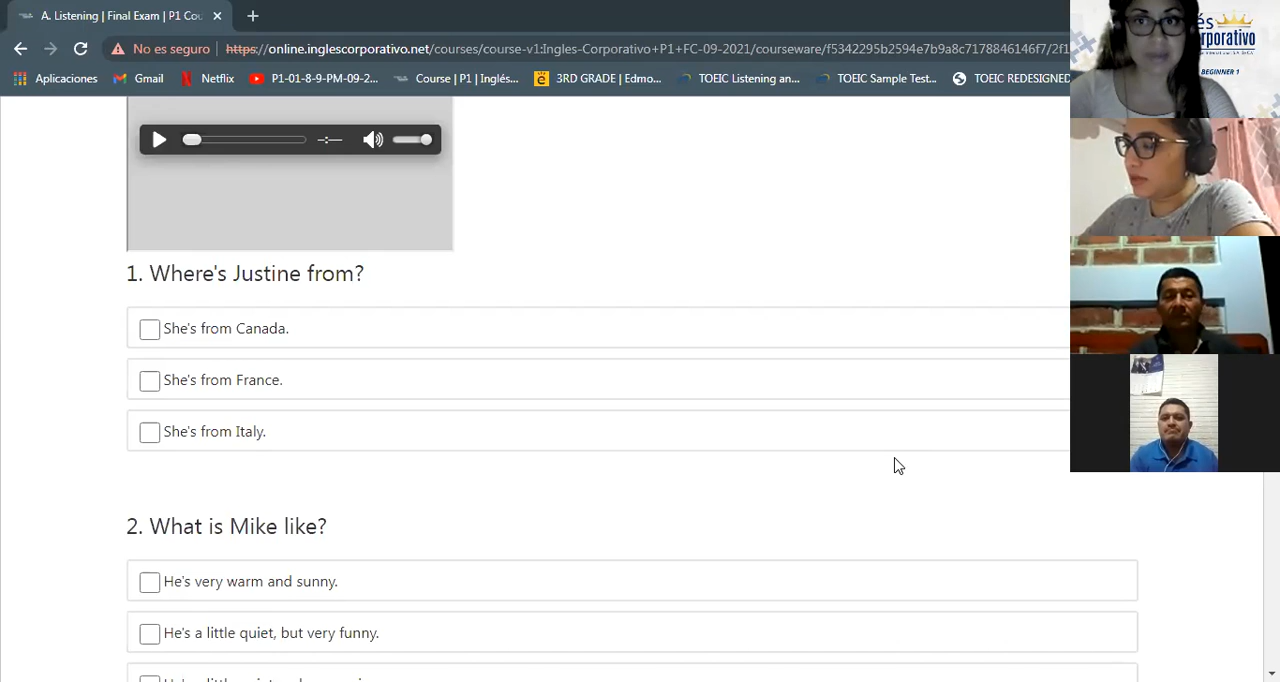 A. Listening | Final Exam | P1 Cou
No es seguro | https://online.inglescorporativo.net/courses/course-v1:Ingles-Corporativo+P1+FC-09-2021/courseware/f5342295b2594e7b9a8c7178846146f7/2f1
Aplicaciones Gmail Netflix P1-01-8-9-PM-09-2... Course | P1 | Inglés... 3RD GRADE | Edmo... TOEIC Listening an... TOEIC Sample Test... TOEIC REDESIGNED
és
rporativo
BEGINNER 1
1. Where's Justine from?
She's from Canada.
She's from France.
She's from Italy.
2. What is Mike like?
He's very warm and sunny.
He's a little quiet, but very funny.